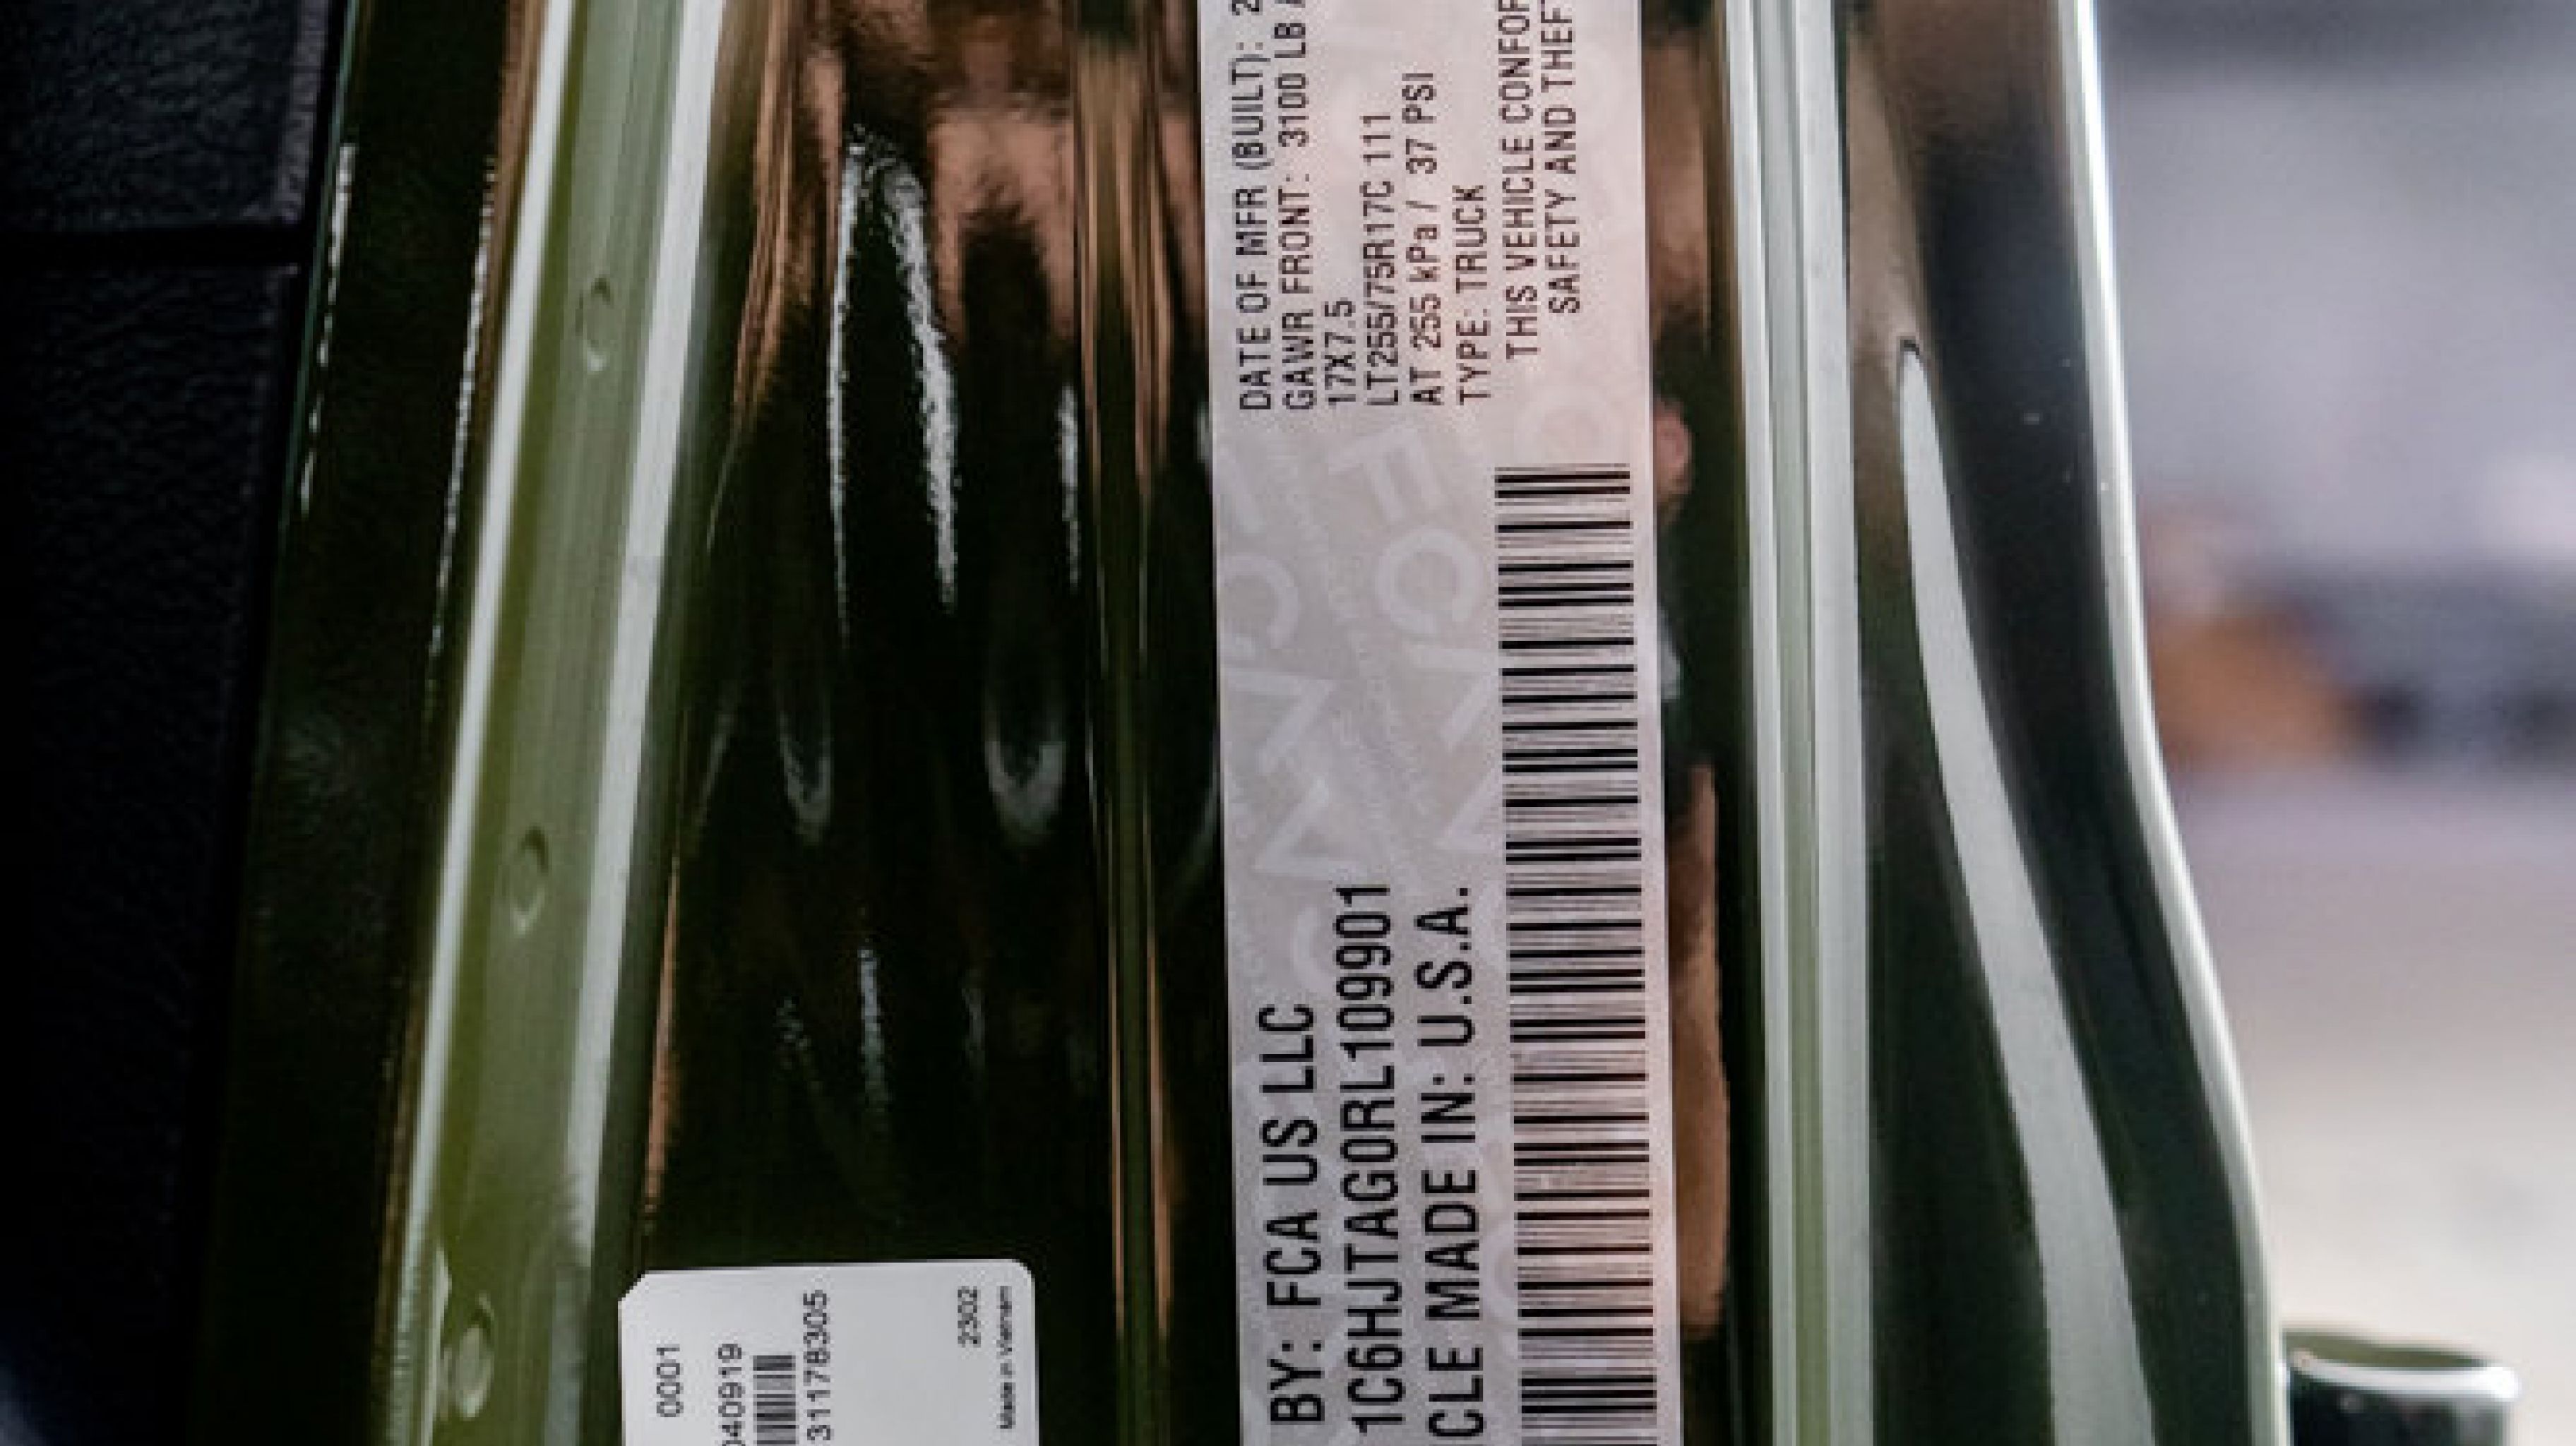 BY: FCA US LLC
1C6HJTAG0RL109901
CLE MADE IN: U.S.A.
DATE OF MFR (BUILT): 2
GAWR FRONT: 3100 LB
17X7.5
LT255/75R17C 111
AT 255 kPa / 37 PSI
TYPE: TRUCK
THIS VEHICLE CONFOR
SAFETY AND THEF
0001
040919
31178305
2302
Made in Vietnam